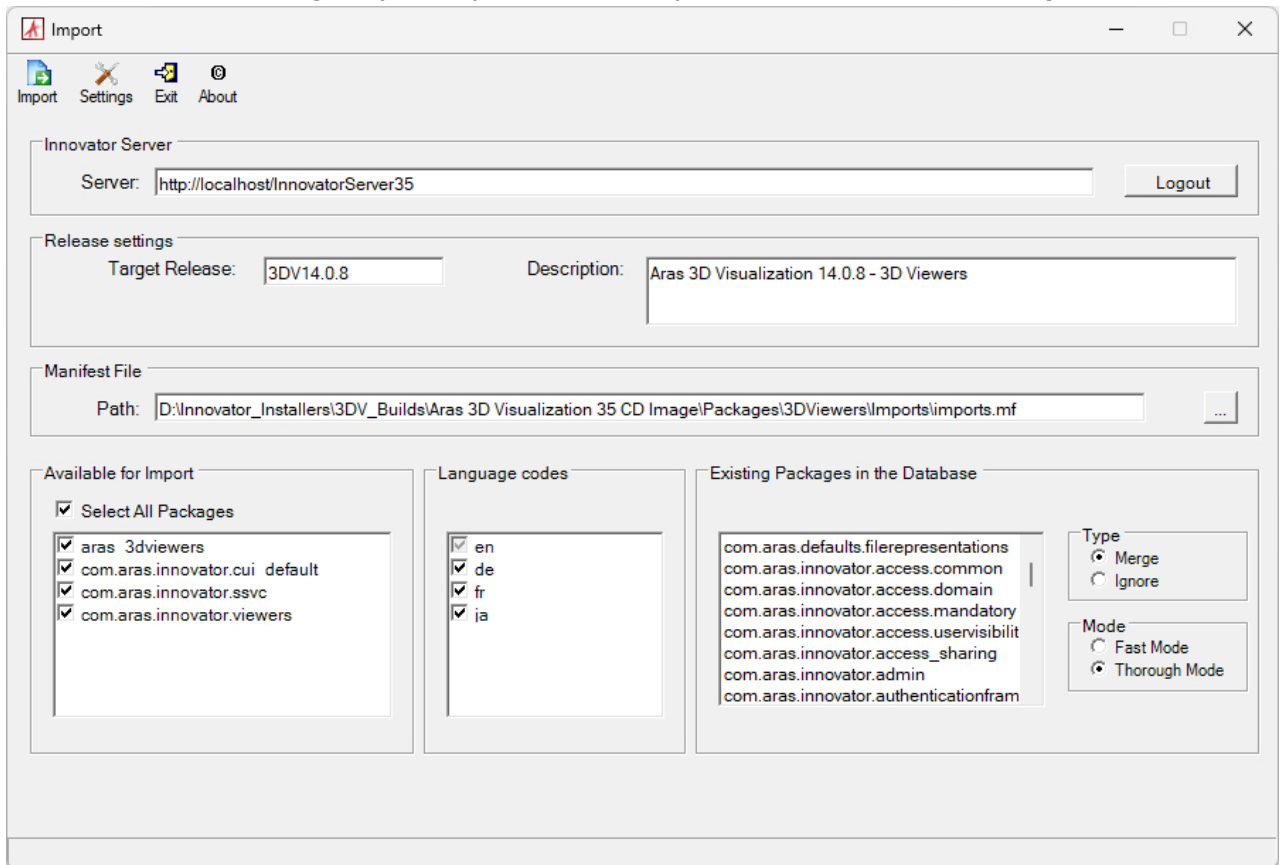 Import
Import Settings Exit About
Innovator Server
Server: http://localhost/InnovatorServer35 Logout
Release settings
Target Release: 3DV14.0.8 Description: Aras 3D Visualization 14.0.8 - 3D Viewers
Manifest File
Path: D:\Innovator_Installers\3DV_Builds\Aras 3D Visualization 35 CD Image\Packages\3DViewers\Imports\imports.mf ...
Available for Import
Select All Packages
aras 3dviewers
com.aras.innovator.cui default
com.aras.innovator.ssvc
com.aras.innovator.viewers
Language codes
en
de
fr
ja
Existing Packages in the Database
com.aras.defaults.filerepresentations
com.aras.innovator.access.common
com.aras.innovator.access.domain
com.aras.innovator.access.mandatory
com.aras.innovator.access.uservisibilit
com.aras.innovator.access_sharing
com.aras.innovator.admin
com.aras.innovator.authenticationfram
Type
Merge
Ignore
Mode
Fast Mode
Thorough Mode